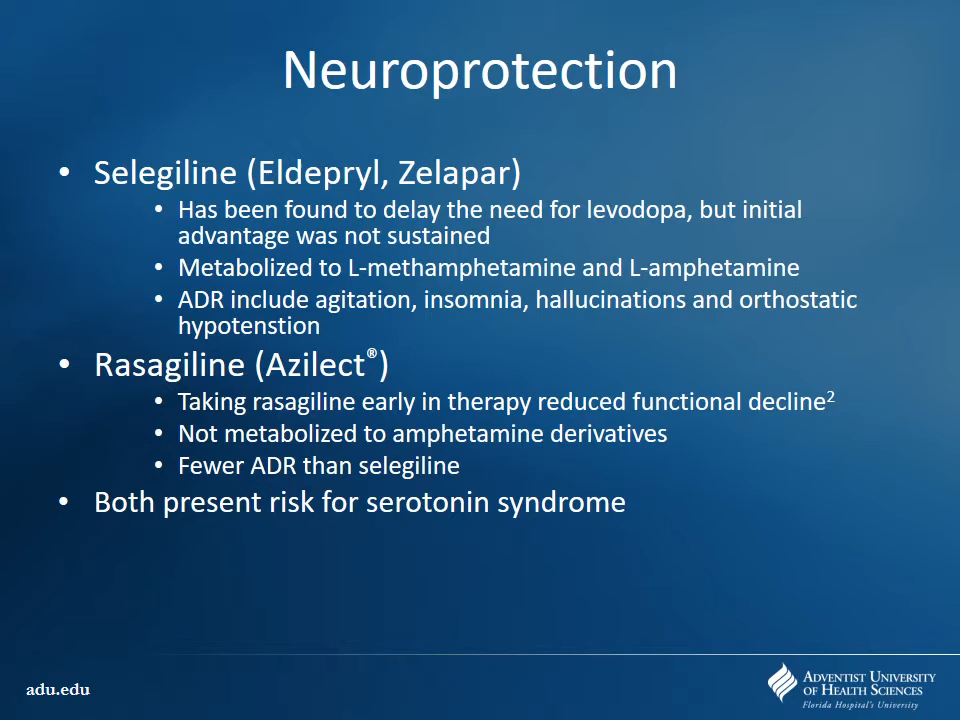 Neuroprotection
• Selegiline (Eldepryl, Zelapar)
• Has been found to delay the need for levodopa, but initial
advantage was not sustained
• Metabolized to L-methamphetamine and L-amphetamine
• ADR include agitation, insomnia, hallucinations and orthostatic
hypotenstion
• Rasagiline (Azilect®)
• Taking rasagiline early in therapy reduced functional decline²
• Not metabolized to amphetamine derivatives
• Fewer ADR than selegiline
• Both present risk for serotonin syndrome
adu.edu
Adventist University
of Health Sciences
Florida Hospital's University